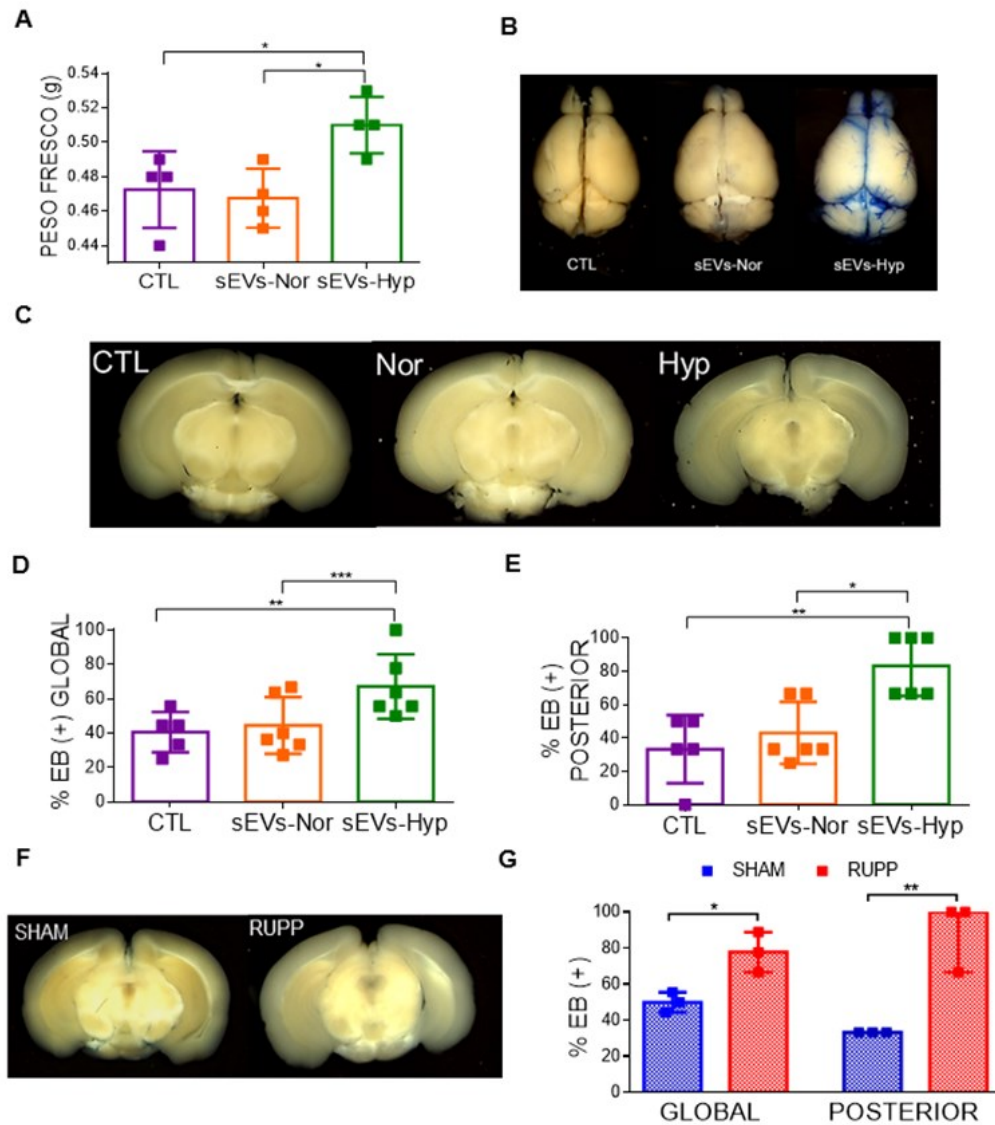 A
*
*
PESO FRESCO (g)
0.54
0.52
0.50
0.48
0.46
0.44
CTL
sEVs-Nor
sEVs-Hyp
B
CTL
sEVs-Nor
sEVs-Hyp
C
CTL
Nor
Hyp
D
***
**
% EB (+) GLOBAL
100
80
60
40
20
0
CTL
sEVs-Nor
sEVs-Hyp
E
*
**
% EB (+)
POSTERIOR
100
80
60
40
20
0
CTL
sEVs-Nor
sEVs-Hyp
F
SHAM
RUPP
G
SHAM
RUPP
*
**
% EB (+)
100
80
60
40
20
0
GLOBAL
POSTERIOR